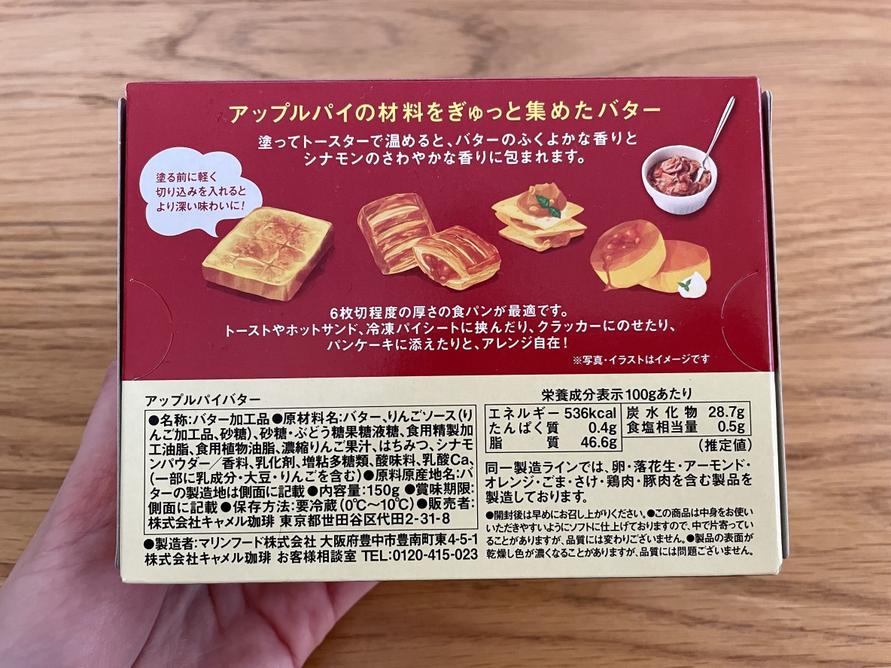 アップルパイの材料をぎゅっと集めたバター
塗ってトースターで温めると、バターのふくよかな香りと
シナモンのさわやかな香りに包まれます。
塗る前に軽く
切り込みを入れると
より深い味わいに!
6枚切程度の厚さの食パンが最適です。
トーストやホットサンド、冷凍パイシートに挟んだり、クラッカーにのせたり、
パンケーキに添えたりと、アレンジ自在!
※写真・イラストはイメージです
アップルパイバター
●名称:バター加工品●原材料名:バター、りんごソース(り
んご加工品、砂糖)、砂糖・ぶどう糖果糖液糖、食用精製加
工油脂、食用植物油脂、濃縮りんご果汁、はちみつ、シナモ
ンパウダー/香料、乳化剤、増粘多糖類、酸味料、乳酸Ca、
(一部に乳成分・大豆・りんごを含む)●原料原産地名:バ
ターの製造地は側面に記載●内容量:150g●賞味期限:
側面に記載●保存方法:要冷蔵(0℃〜10℃)●販売者:
株式会社キャメル珈琲 東京都世田谷区代田2-31-8
●製造者:マリンフード株式会社 大阪府豊中市豊南町東4-5-1
株式会社キャメル珈琲 お客様相談室 TEL:0120-415-023
栄養成分表示100gあたり
エネルギー 536kcal 炭水化物 28.7g
たんぱく質 0.4g 食塩相当量 0.5g
脂質 46.6g (推定値)
同一製造ラインでは、卵・落花生・アーモンド・
オレンジ・ごま・さけ・鶏肉・豚肉を含む製品を
製造しております。
●開封後は早めにお召し上がりください。●この商品は中身をお使い
いただきやすいようにソフトに仕上げておりますので、中で片寄ってい
ることがありますが、品質には変わりございません。●製品の表面が
乾燥し色が濃くなることがありますが、品質には問題ございません。